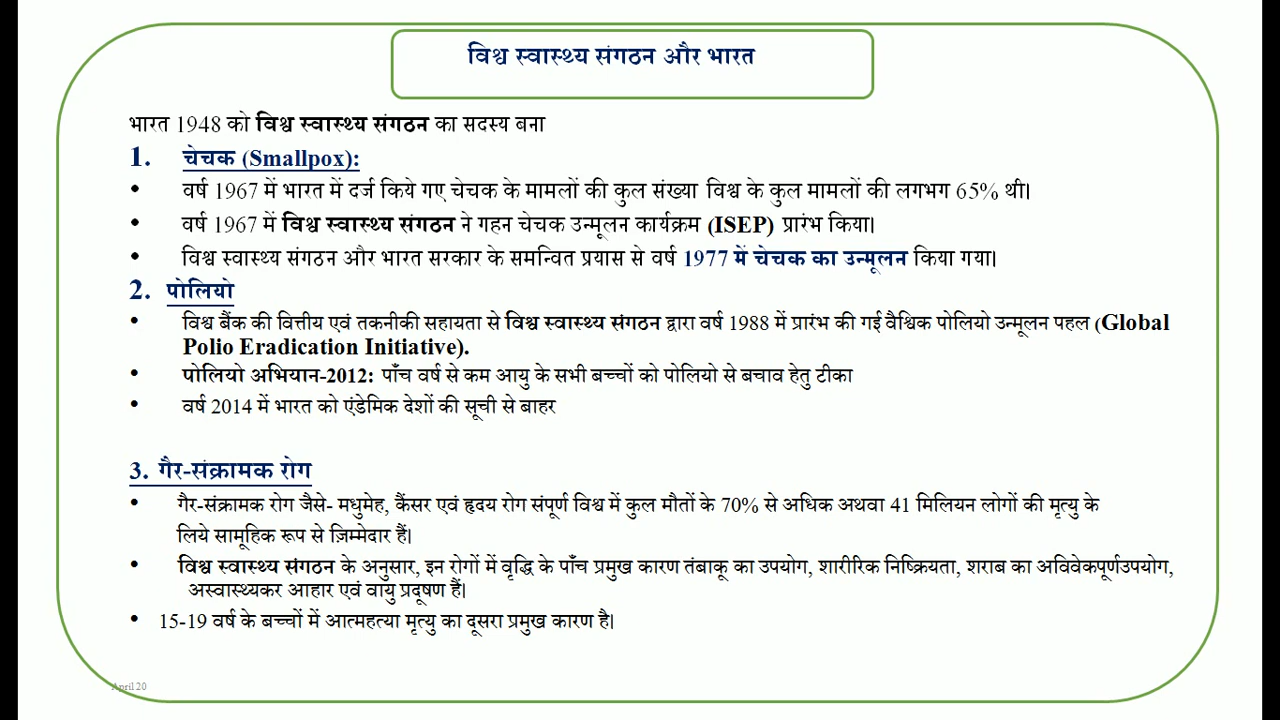 विश्व स्वास्थ्य संगठन और भारत
भारत 1948 को विश्व स्वास्थ्य संगठन का सदस्य बना
1. चेचक (Smallpox):
• वर्ष 1967 में भारत में दर्ज किये गए चेचक के मामलों की कुल संख्या विश्व के कुल मामलों की लगभग 65% थी।
• वर्ष 1967 में विश्व स्वास्थ्य संगठन ने गहन चेचक उन्मूलन कार्यक्रम (ISEP) प्रारंभ किया।
• विश्व स्वास्थ्य संगठन और भारत सरकार के समन्वित प्रयास से वर्ष 1977 में चेचक का उन्मूलन किया गया।
2. पोलियो
• विश्व बैंक की वित्तीय एवं तकनीकी सहायता से विश्व स्वास्थ्य संगठन द्वारा वर्ष 1988 में प्रारंभ की गई वैश्विक पोलियो उन्मूलन पहल (Global
Polio Eradication Initiative).
• पोलियो अभियान-2012: पाँच वर्ष से कम आयु के सभी बच्चों को पोलियो से बचाव हेतु टीका
• वर्ष 2014 में भारत को एंडेमिक देशों की सूची से बाहर
3. गैर-संक्रामक रोग
• गैर-संक्रामक रोग जैसे- मधुमेह, कैंसर एवं हृदय रोग संपूर्ण विश्व में कुल मौतों के 70% से अधिक अथवा 41 मिलियन लोगों की मृत्यु के
लिये सामूहिक रूप से ज़िम्मेदार हैं।
• विश्व स्वास्थ्य संगठन के अनुसार, इन रोगों में वृद्धि के पाँच प्रमुख कारण तंबाकू का उपयोग, शारीरिक निष्क्रियता, शराब का अविवेकपूर्णउपयोग,
अस्वास्थ्यकर आहार एवं वायु प्रदूषण हैं।
• 15-19 वर्ष के बच्चों में आत्महत्या मृत्यु का दूसरा प्रमुख कारण है।
April 20